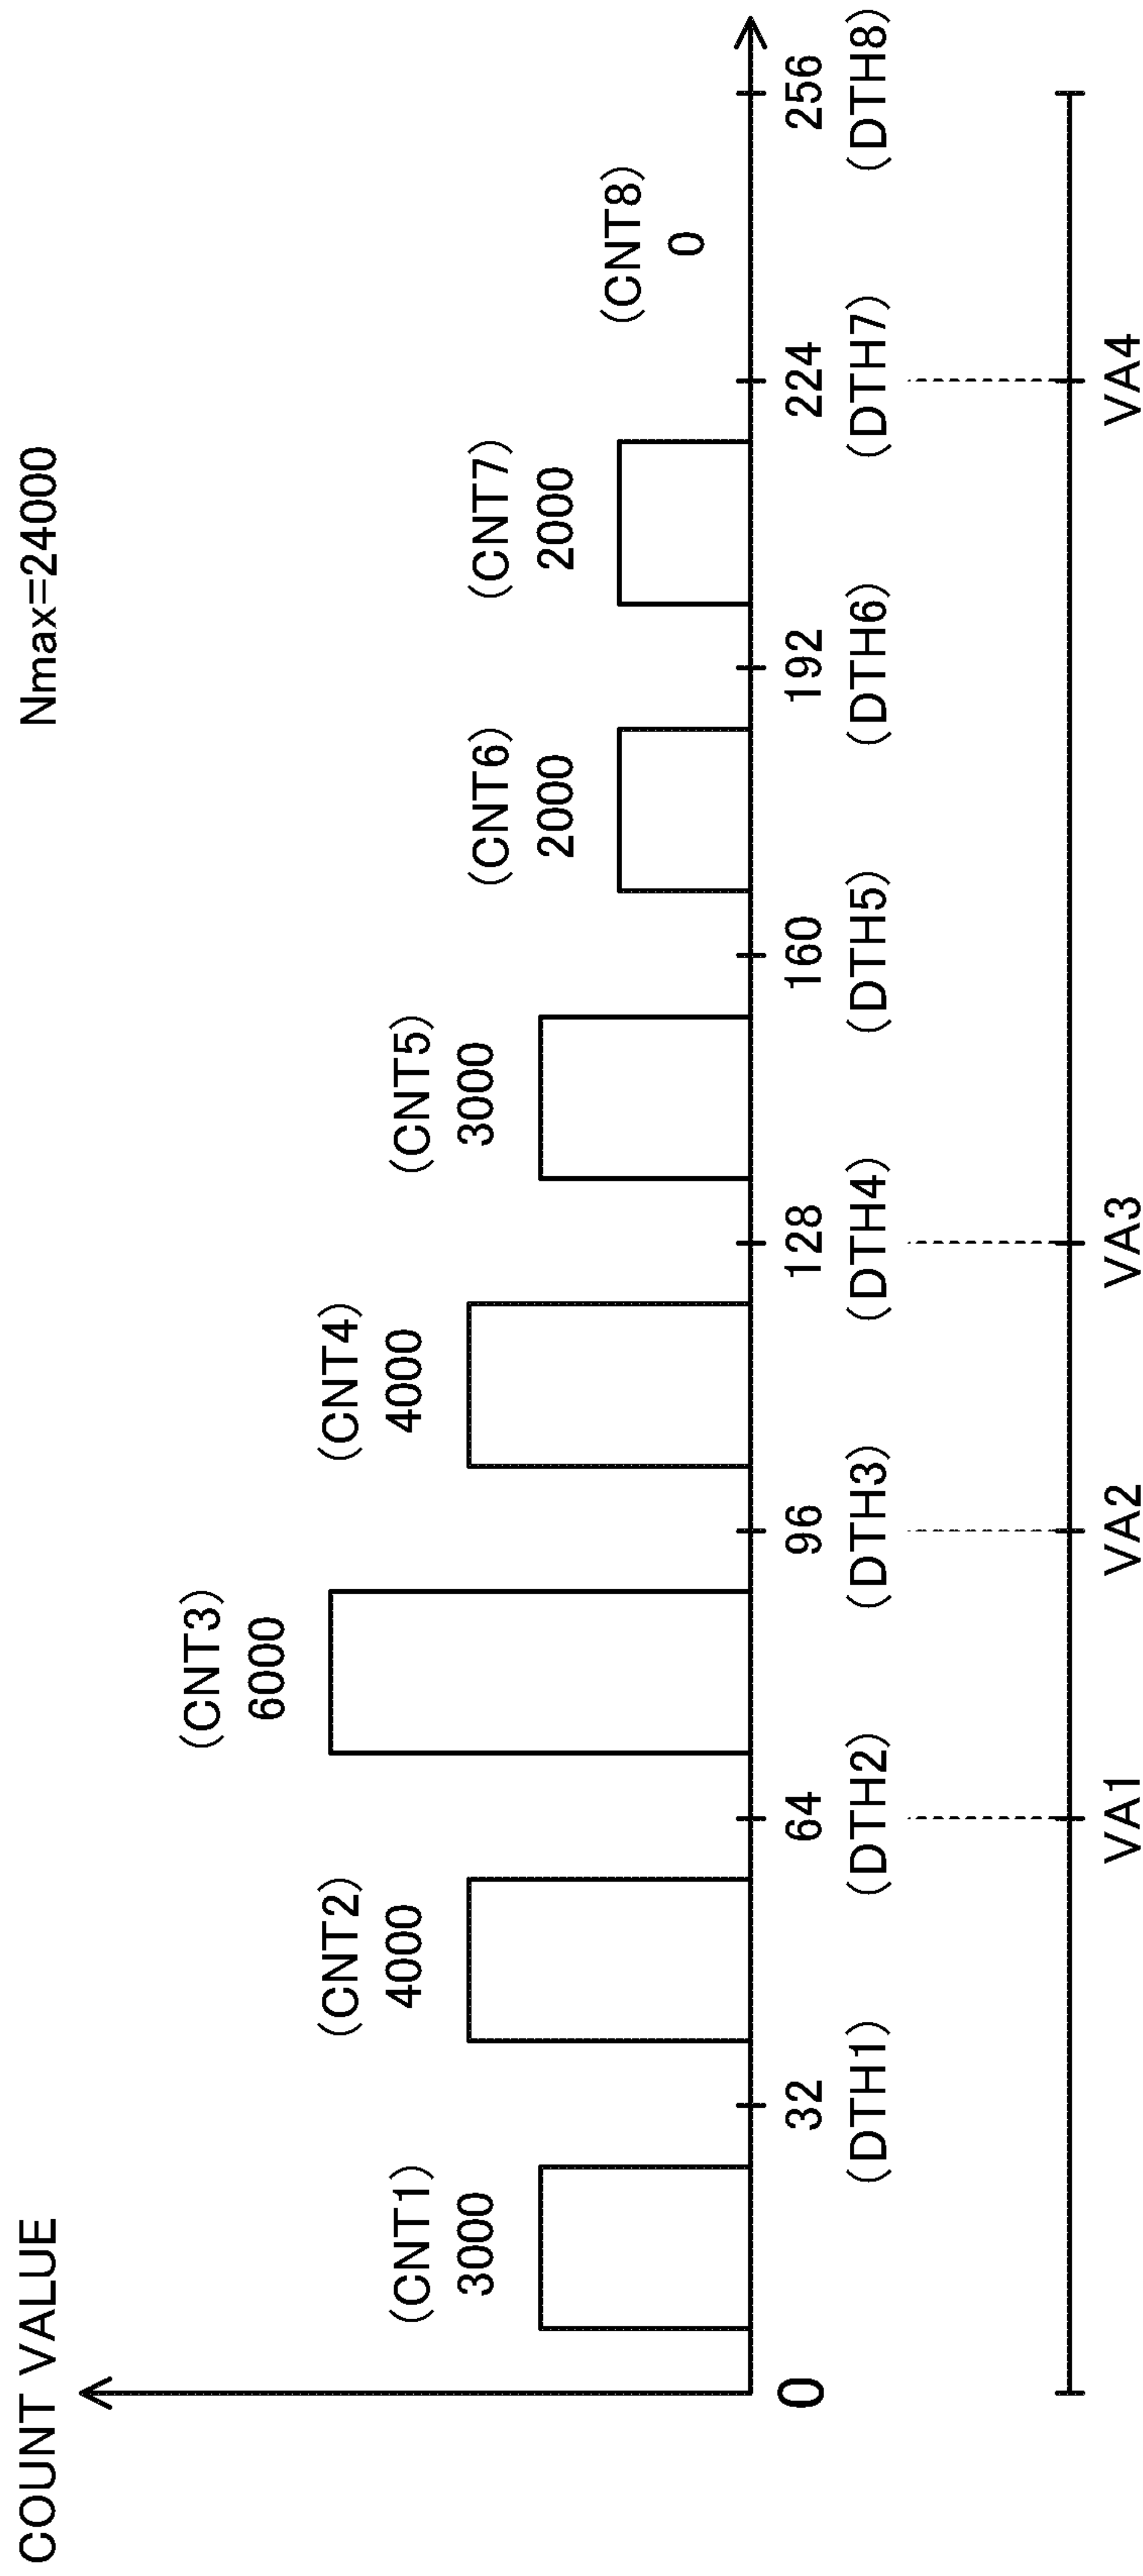 Nmax=24000
COUNT VALUE
(CNT1)
3000
(CNT2)
4000
(CNT3)
6000
(CNT4)
4000
(CNT5)
3000
(CNT6)
2000
(CNT7)
2000
(CNT8)
0
0 32 64 96 128 160 192 224 256
(DTH1) (DTH2) (DTH3) (DTH4) (DTH5) (DTH6) (DTH7) (DTH8)
VA1 VA2 VA3 VA4